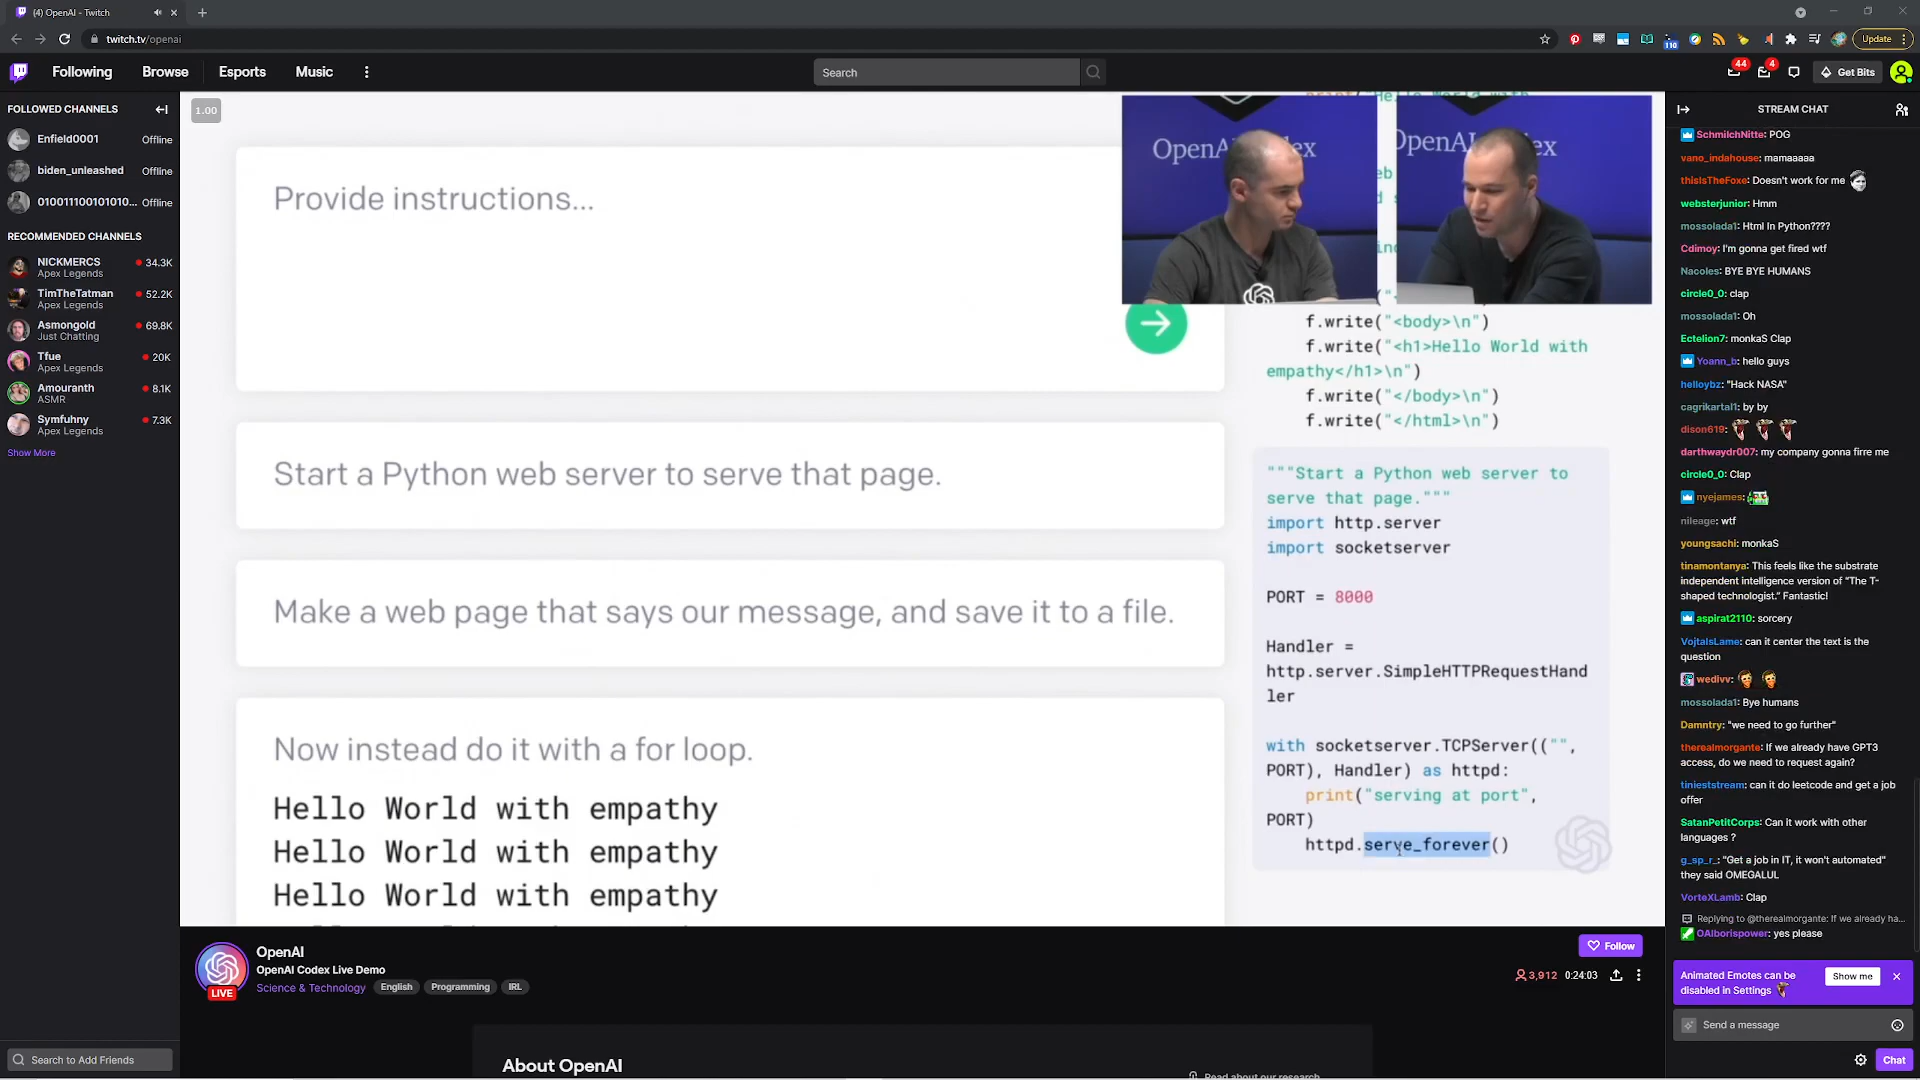 (4) OpenAI - Twitch
twitch.tv/openai
Update
110
Following
Browse
Esports
Music
Search
44
4
Get Bits
FOLLOWED CHANNELS
Enfield0001
Offline
biden_unleashed
Offline
010011100101010...
Offline
RECOMMENDED CHANNELS
NICKMERCS
34.3K
Apex Legends
TimTheTatman
52.2K
Apex Legends
Asmongold
69.8K
Just Chatting
Tfue
20K
Apex Legends
Amouranth
8.1K
ASMR
Symfuhny
7.3K
Apex Legends
Show More
Search to Add Friends
1.00
Provide instructions...
Start a Python web server to serve that page.
Make a web page that says our message, and save it to a file.
Now instead do it with a for loop.
Hello World with empathy
Hello World with empathy
Hello World with empathy
f.write("<body>\n")
f.write("<h1>Hello World with
empathy</h1>\n")
f.write("</body>\n")
f.write("</html>\n")
"""Start a Python web server to
serve that page."""
import http.server
import socketserver
PORT = 8000
Handler =
http.server.SimpleHTTPRequestHand
ler
with socketserver.TCPServer(("",
PORT), Handler) as httpd:
print("serving at port",
PORT)
httpd.serve_forever()
OpenAI
LIVE
OpenAI Codex Live Demo
Science & Technology
English
Programming
IRL
Follow
3,912
0:24:03
About OpenAI
Read about our research
STREAM CHAT
SchmilchNitte: POG
vano_indahouse: mamaaaaa
thisIsTheFoxe: Doesn't work for me
websterjunior: Hmm
mossolada1: Html In Python????
Cdimoy: I'm gonna get fired wtf
Nacoles: BYE BYE HUMANS
circle0_0: clap
mossolada1: Oh
Ectelion7: monkaS Clap
Yoann_b: hello guys
helloybz: "Hack NASA"
cagrikartal1: by by
dison619:
darthwaydr007: my company gonna firre me
circle0_0: Clap
nyejames:
nileage: wtf
youngsachi: monkaS
tinamontanya: This feels like the substrate
independent intelligence version of "The T-
shaped technologist." Fantastic!
aspirat2110: sorcery
VojtaIsLame: can it center the text is the
question
wedivv:
mossolada1: Bye humans
Damntry: "we need to go further"
therealmorgante: If we already have GPT3
access, do we need to request again?
tinieststream: can it do leetcode and get a job
offer
SatanPetitCorps: Can it work with other
languages ?
g_sp_r_: "Get a job in IT, it won't automated"
they said OMEGALUL
VorteXLamb: Clap
Replying to @therealmorgante: If we already ha...
OAIborispower: yes please
Animated Emotes can be
disabled in Settings
Show me
Send a message
Chat